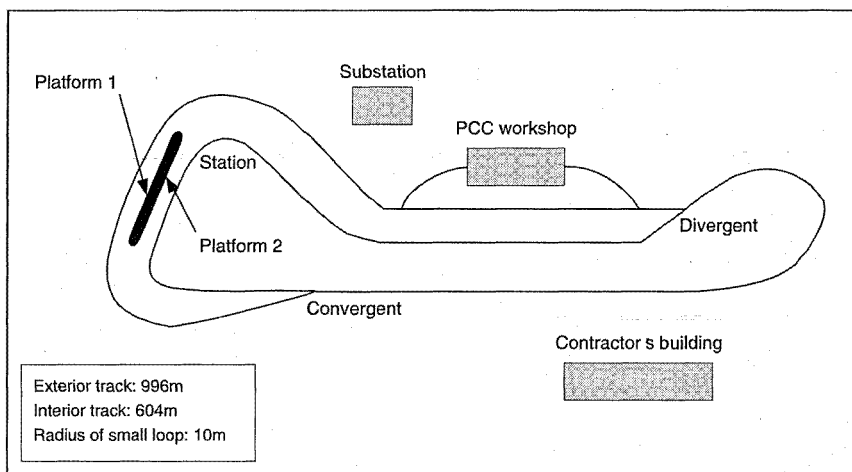 Substation
Platform 1
PCC workshop
Station
Platform 2
Divergent
Convergent
Contractor s building
Exterior track: 996m
Interior track: 604m
Radius of small loop: 10m